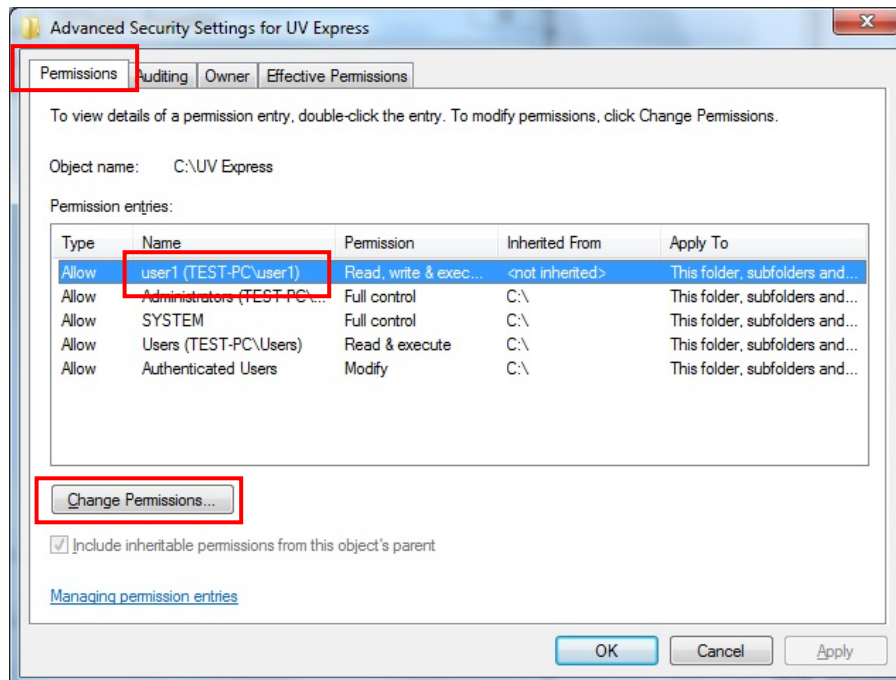 Advanced Security Settings for UV Express
Permissions Auditing Owner Effective Permissions
To view details of a permission entry, double-click the entry. To modify permissions, click Change Permissions.
Object name: C:\UV Express
Permission entries:
Type Name Permission Inherited From Apply To
Allow user1 (TEST-PC\user1) Read, write & exec... <not inherited> This folder, subfolders and...
Allow Administrators (TEST-PC\... Full control C:\ This folder, subfolders and...
Allow SYSTEM Full control C:\ This folder, subfolders and...
Allow Users (TEST-PC\Users) Read & execute C:\ This folder, subfolders and...
Allow Authenticated Users Modify C:\ This folder, subfolders and...
Change Permissions...
Include inheritable permissions from this object's parent
Managing permission entries
OK Cancel Apply